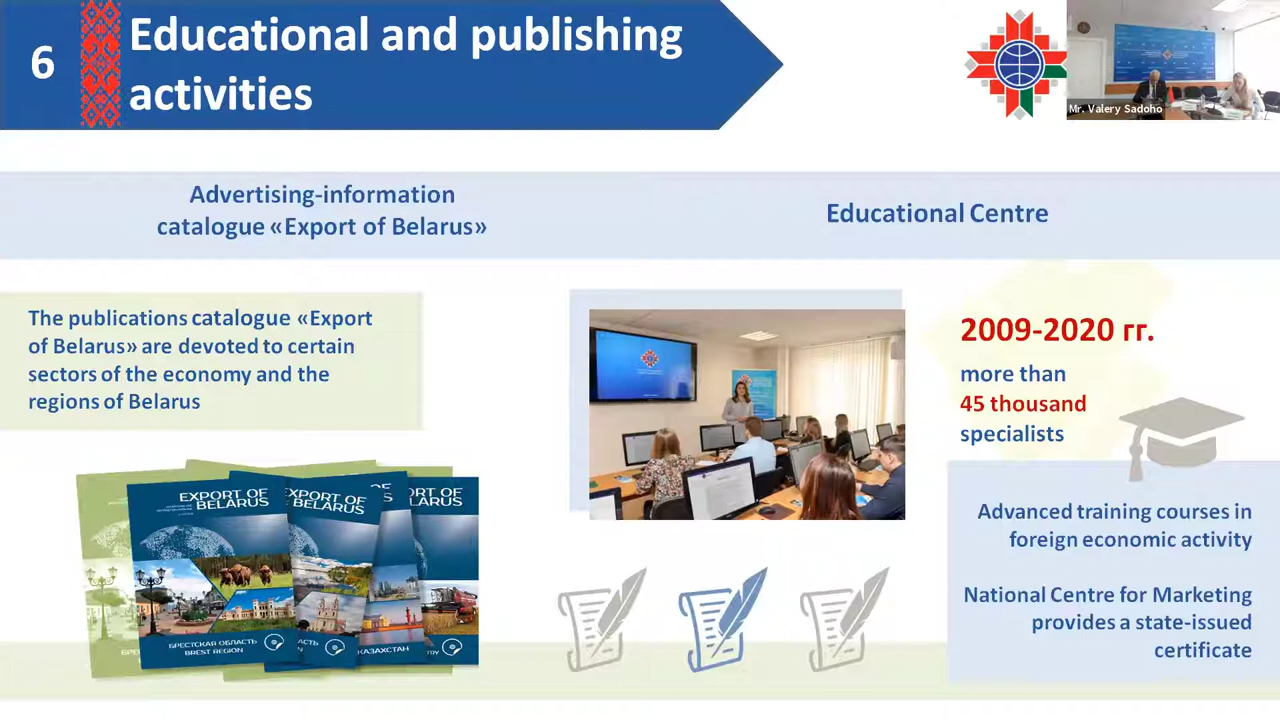 6
Educational and publishing
activities
Mr. Valery Sadoho
Advertising-information
catalogue «Export of Belarus»
Educational Centre
The publications catalogue «Export
of Belarus» are devoted to certain
sectors of the economy and the
regions of Belarus
2009-2020 гг.
more than
45 thousand
specialists
Advanced training courses in
foreign economic activity
National Centre for Marketing
provides a state-issued
certificate
EXPORT OF
BELARUS
EXPORT OF
BELARUS
ORT OF
BELARUS
БРЕСТСКАЯ ОБЛАСТЬ
BREST REGION
КАЗАХСТАН